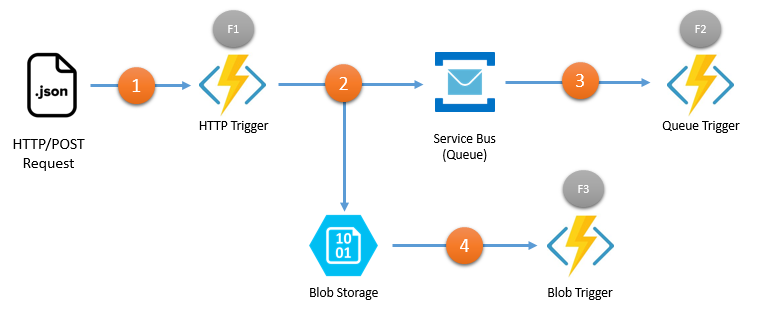 F1
F2
.json
1
2
3
HTTP Trigger
Queue Trigger
HTTP/POST
Request
Service Bus
(Queue)
F3
10
01
4
Blob Storage
Blob Trigger